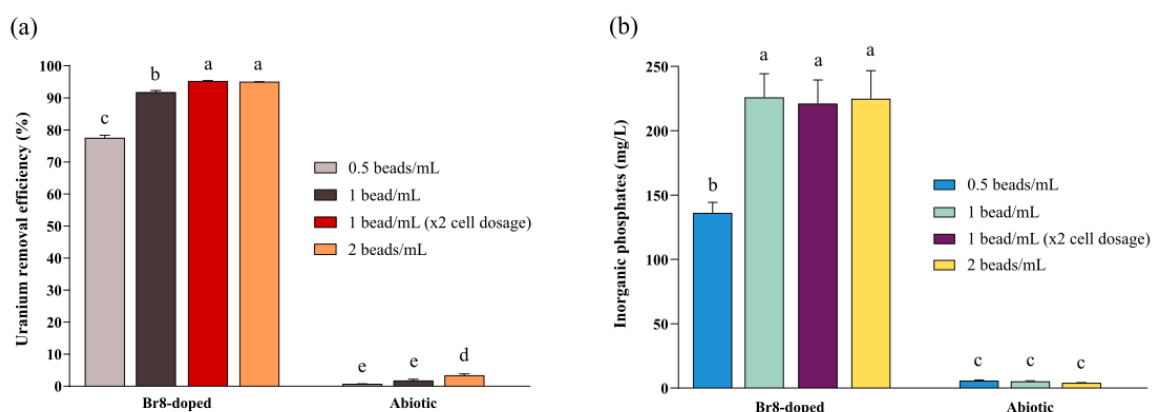 (a)
Uranium removal efficiency (%)
100
90
80
70
60
50
40
30
20
10
0
c
b
a
a
e
e
d
0.5 beads/mL
1 bead/mL
1 bead/mL (x2 cell dosage)
2 beads/mL
Br8-doped
Abiotic
(b)
Inorganic phosphates (mg/L)
250
200
150
100
50
0
b
a
a
a
c
c
c
0.5 beads/mL
1 bead/mL
1 bead/mL (x2 cell dosage)
2 beads/mL
Br8-doped
Abiotic